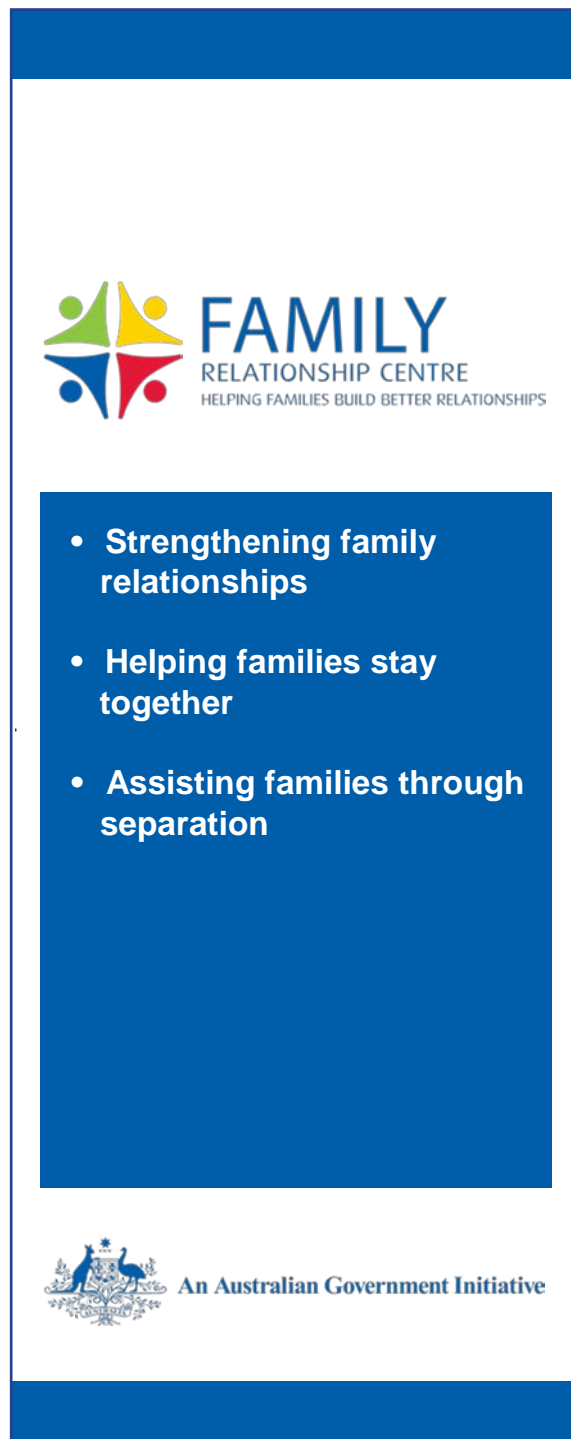 FAMILY
RELATIONSHIP CENTRE
HELPING FAMILIES BUILD BETTER RELATIONSHIPS
• Strengthening family
relationships
• Helping families stay
together
• Assisting families through
separation
AUSTRALIA
An Australian Government Initiative